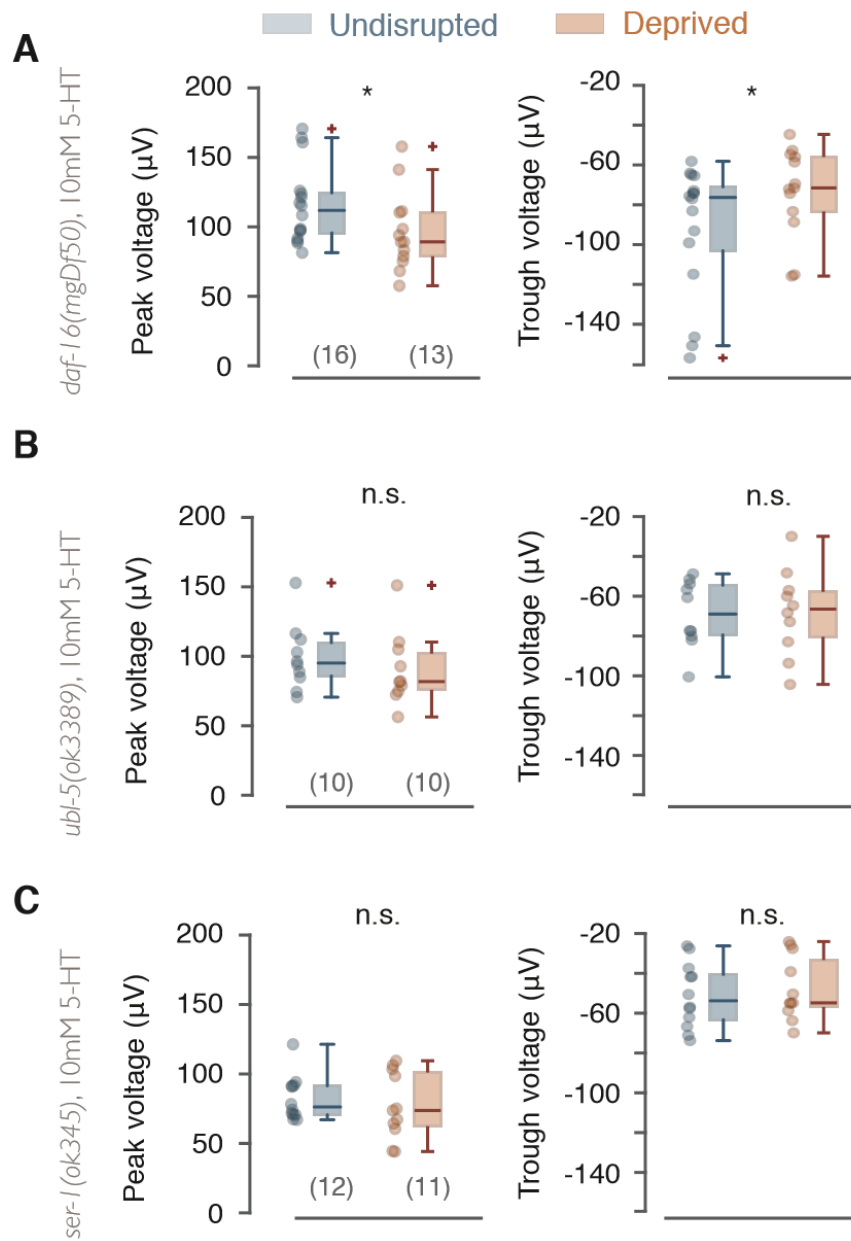 Undisrupted Deprived
A
daf-16(mgDf50), 10mM 5-HT
Peak voltage (µV)
200
150
100
50
0
*
(16) (13)
Trough voltage (µV)
-20
-60
-100
-140
*
B
ubl-5(ok3389), 10mM 5-HT
Peak voltage (µV)
200
150
100
50
0
n.s.
(10) (10)
Trough voltage (µV)
-20
-60
-100
-140
n.s.
C
ser-1(ok345), 10mM 5-HT
Peak voltage (µV)
200
150
100
50
0
n.s.
(12) (11)
Trough voltage (µV)
-20
-60
-100
-140
n.s.